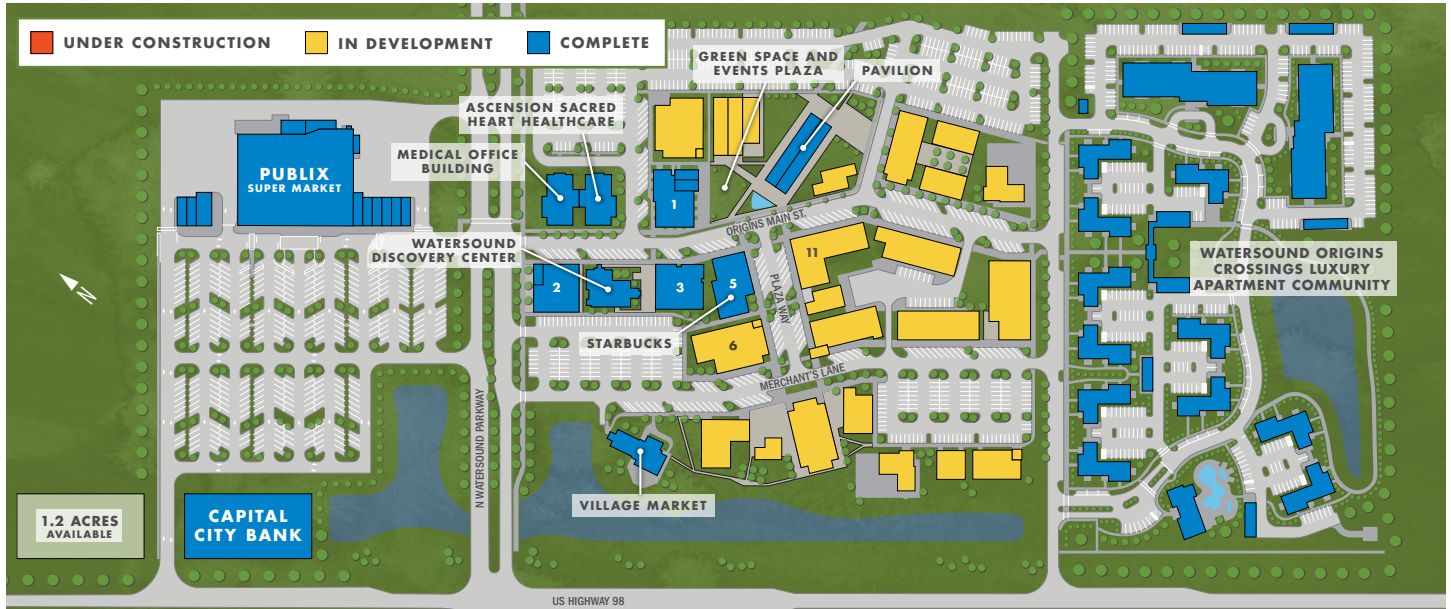 UNDER CONSTRUCTION
IN DEVELOPMENT
COMPLETE
GREEN SPACE AND
EVENTS PLAZA
PAVILION
ASCENSION SACRED
HEART HEALTHCARE
MEDICAL OFFICE
BUILDING
PUBLIX
SUPER MARKET
1
ORIGINS MAIN ST.
WATERSOUND
DISCOVERY CENTER
11
WATERSOUND ORIGINS
CROSSINGS LUXURY
APARTMENT COMMUNITY
N
2
3
5
PLAZA WAY
STARBUCKS
6
MERCHANT'S LANE
N WATERSOUND PARKWAY
VILLAGE MARKET
1.2 ACRES
AVAILABLE
CAPITAL
CITY BANK
US HIGHWAY 98